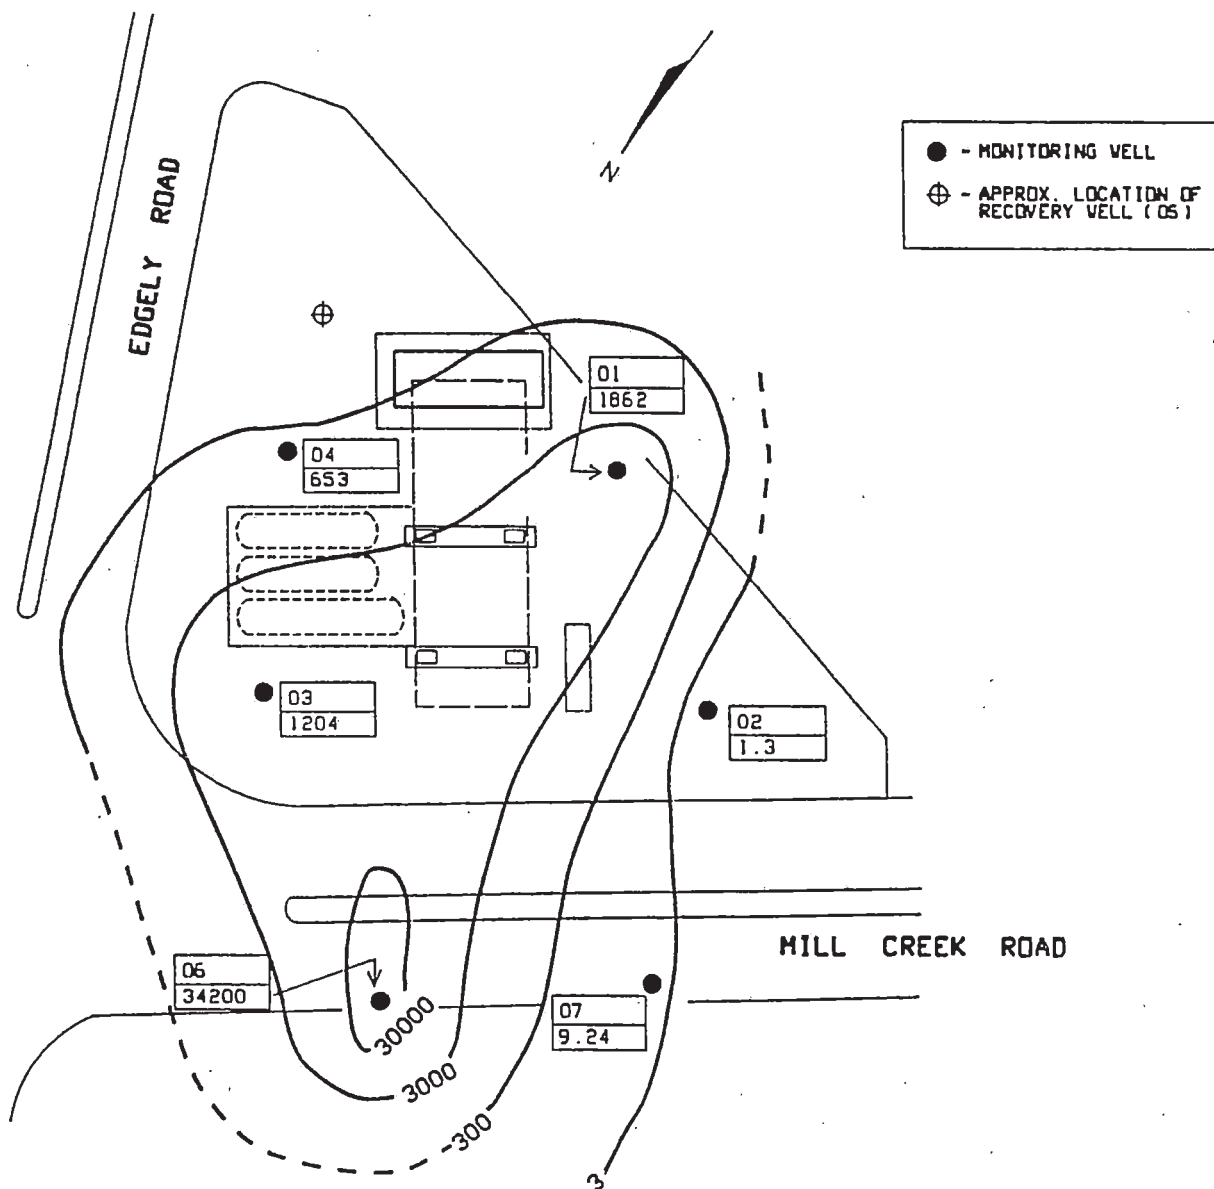 N
● - MONITORING WELL
⊕ - APPROX. LOCATION OF
RECOVERY WELL (05)
EDGELY ROAD
01
1862
04
653
03
1204
02
1.3
MILL CREEK ROAD
06
34200
07
9.24
30000
3000
300
3